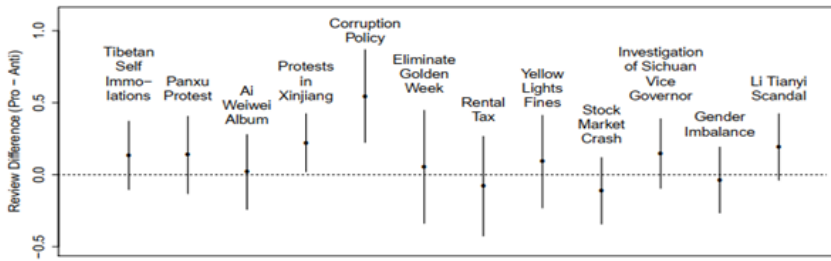 Review Difference (Pro − Anti)
1.0
0.5
0.0
−0.5
Tibetan
Self
Immo−
lations
Panxu
Protest
Ai
Weiwei
Album
Protests
in
Xinjiang
Corruption
Policy
Eliminate
Golden
Week
Rental
Tax
Yellow
Lights
Fines
Stock
Market
Crash
Investigation
of Sichuan
Vice
Governor
Gender
Imbalance
Li Tianyi
Scandal